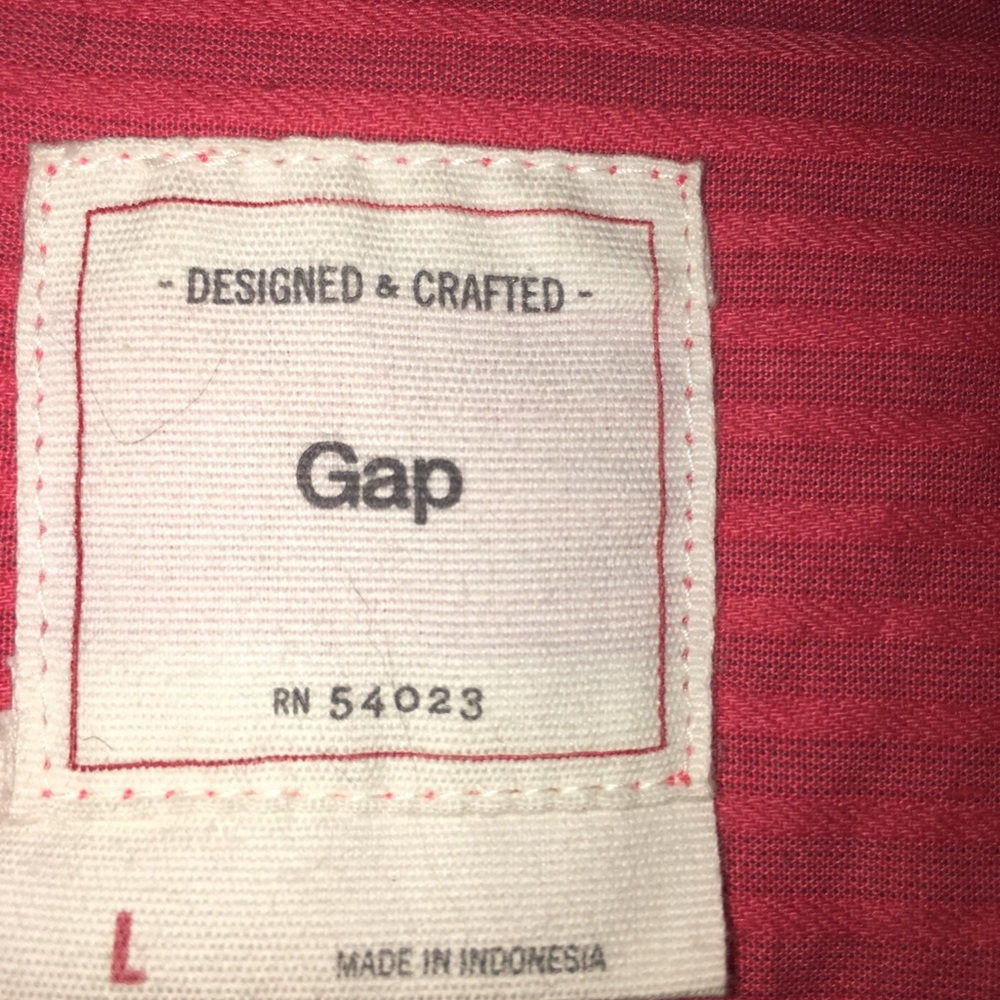 - DESIGNED & CRAFTED -
Gap
RN 54023
L
MADE IN INDONESIA